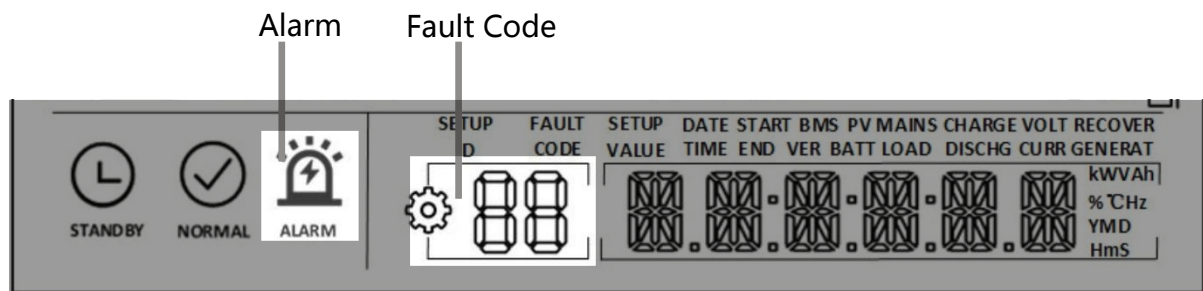 Alarm Fault Code
SETUP FAULT SETUP DATE START BMS PV MAINS CHARGE VOLT RECOVER
D CODE VALUE TIME END VER BATT LOAD DISCHG CURR GENERAT
kWVAh
%℃Hz
YMD
HmS
STANDBY NORMAL ALARM